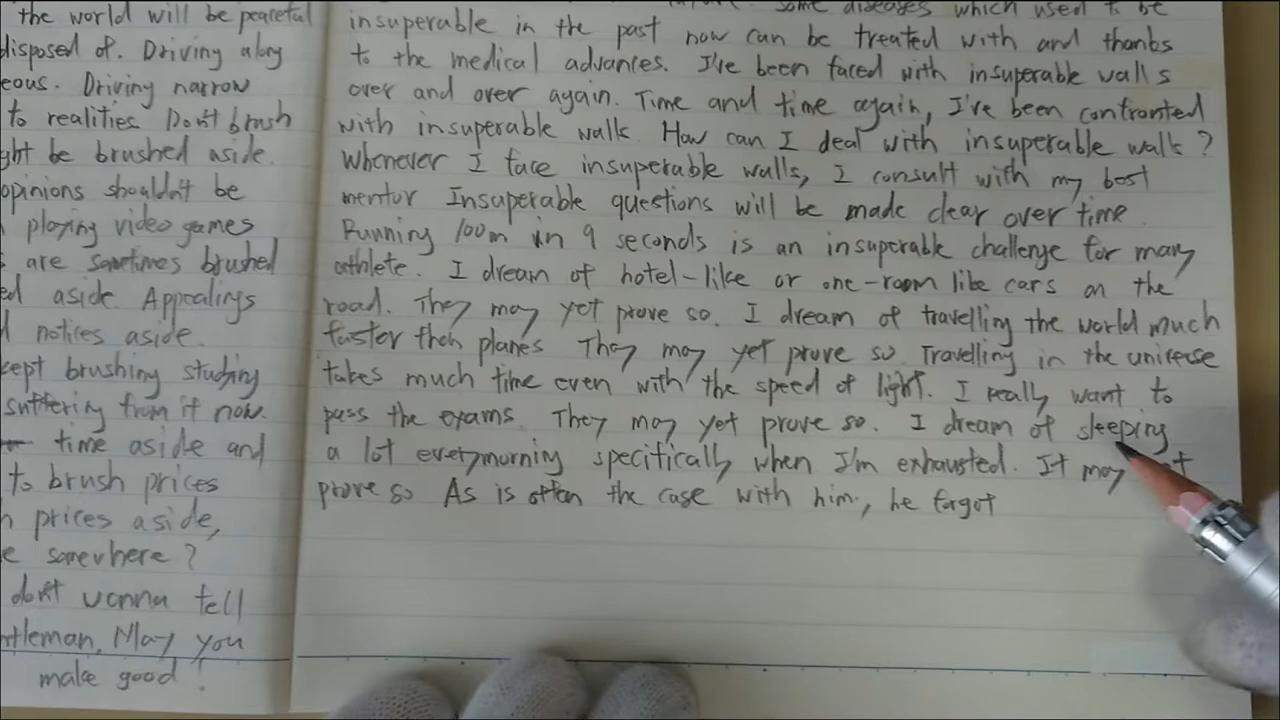 the world will be peaceful
disposed of. Driving along
eous. Driving narrow
to realities. Don't brush
ght be brushed aside.
opinions shouldn't be
playing video games
s are sometimes brushed
ed aside. Appealings
d notices aside.
kept brushing studying
suffering from it now.
time aside and
to brush prices
n prices aside,
e somewhere?
don't wanna tell
ntleman. May you
make good!
some diseases which used to be
insuperable in the past now can be treated with and thanks
to the medical advances. I've been faced with insuperable walls
over and over again. Time and time again, I've been confronted
with insuperable walls. How can I deal with insuperable walls?
Whenever I face insuperable walls, I consult with my best
mentor Insuperable questions will be made clear over time.
Running 100m in 9 seconds is an insuperable challenge for many
athlete. I dream of hotel-like or one-room like cars on the
road. They may yet prove so. I dream of travelling the world much
faster than planes They may yet prove so. Travelling in the universe
takes much time even with the speed of light. I really want to
pass the exams. They may yet prove so. I dream of sleeping
a lot everymorning specifically when I'm exhausted. It may
prove so As is often the case with him, he forgot